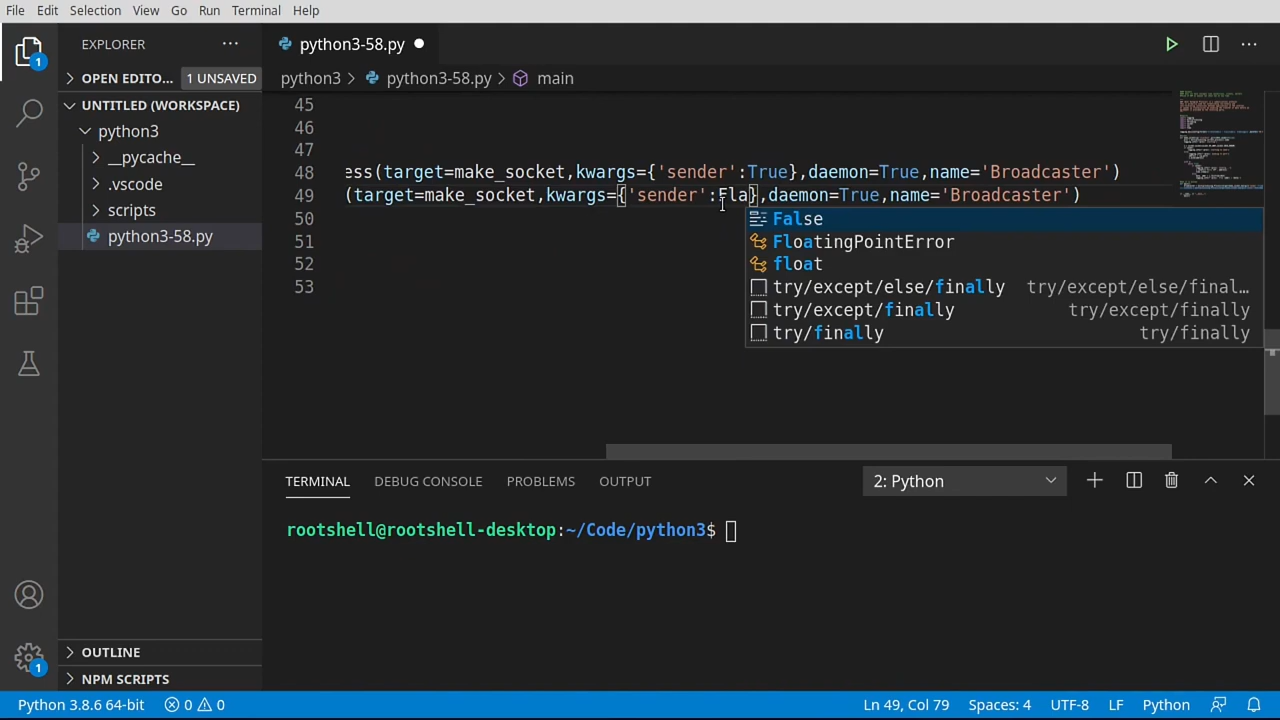 File Edit Selection View Go Run Terminal Help
EXPLORER ···
python3-58.py ●
1
OPEN EDITO... 1 UNSAVED
python3 > python3-58.py > main
UNTITLED (WORKSPACE)
python3
__pycache__
.vscode
scripts
python3-58.py
45
46
47
48 ess(target=make_socket,kwargs={'sender':True},daemon=True,name='Broadcaster')
49 (target=make_socket,kwargs={'sender':Fla},daemon=True,name='Broadcaster')
50 False
51 FloatingPointError
52 float
53 try/except/else/finally try/except/else/final...
try/except/finally try/except/finally
try/finally try/finally
TERMINAL DEBUG CONSOLE PROBLEMS OUTPUT 2: Python
rootshell@rootshell-desktop:~/Code/python3$
OUTLINE
1
NPM SCRIPTS
Python 3.8.6 64-bit 0 0 Ln 49, Col 79 Spaces: 4 UTF-8 LF Python